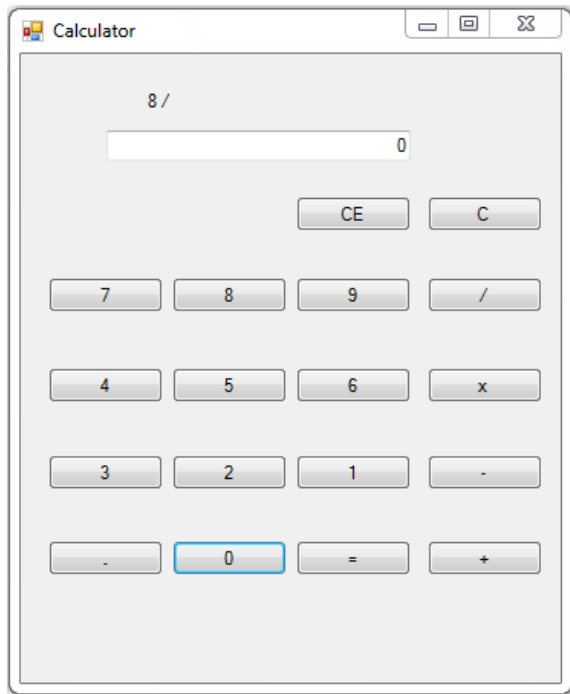 Calculator
8 /
0
CE C
7 8 9 /
4 5 6 x
3 2 1 -
. 0 = +